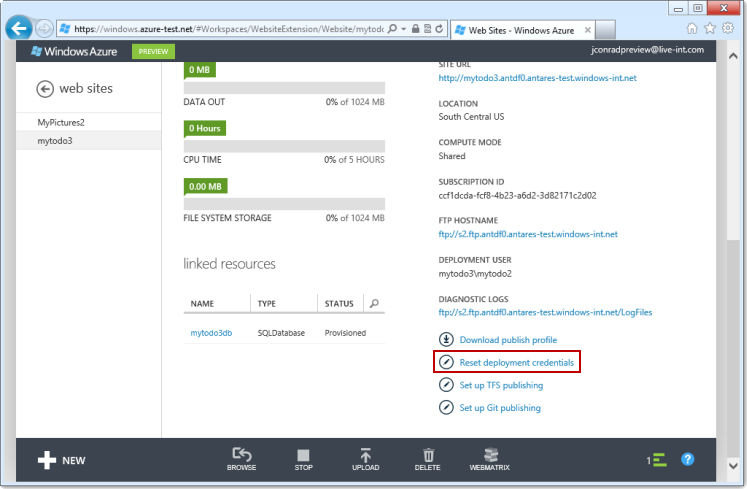 https://windows.azure-test.net/#Workspaces/WebsiteExtension/Website/mytodo
Web Sites - Windows Azure
Windows Azure PREVIEW
jconradpreview@live-int.com
web sites
MyPictures2
mytodo3
0 MB
DATA OUT 0% of 1024 MB
0 Hours
CPU TIME 0% of 5 HOURS
0.00 MB
FILE SYSTEM STORAGE 0% of 1024 MB
linked resources
NAME TYPE STATUS
mytodo3db SQLDatabase Provisioned
SITE URL
http://mytodo3.antdf0.antares-test.windows-int.net
LOCATION
South Central US
COMPUTE MODE
Shared
SUBSCRIPTION ID
ccf1dcda-fcf8-4b23-a6d2-3d82171c2d02
FTP HOSTNAME
ftp://s2.ftp.antdf0.antares-test.windows-int.net
DEPLOYMENT USER
mytodo3\mytodo2
DIAGNOSTIC LOGS
ftp://s2.ftp.antdf0.antares-test.windows-int.net/LogFiles
Download publish profile
Reset deployment credentials
Set up TFS publishing
Set up Git publishing
NEW
BROWSE
STOP
UPLOAD
DELETE
WEBMATRIX
1
?